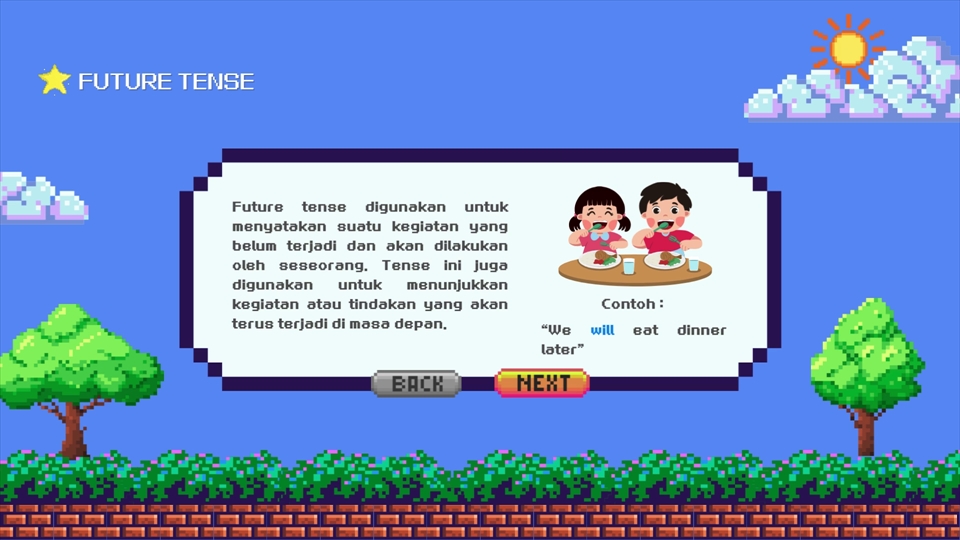 FUTURE TENSE
Future tense digunakan untuk
menyatakan suatu kegiatan yang
belum terjadi dan akan dilakukan
oleh seseorang. Tense ini juga
digunakan untuk menunjukkan
kegiatan atau tindakan yang akan
terus terjadi di masa depan.
Contoh :
“We will eat dinner
later”
BACK
NEXT